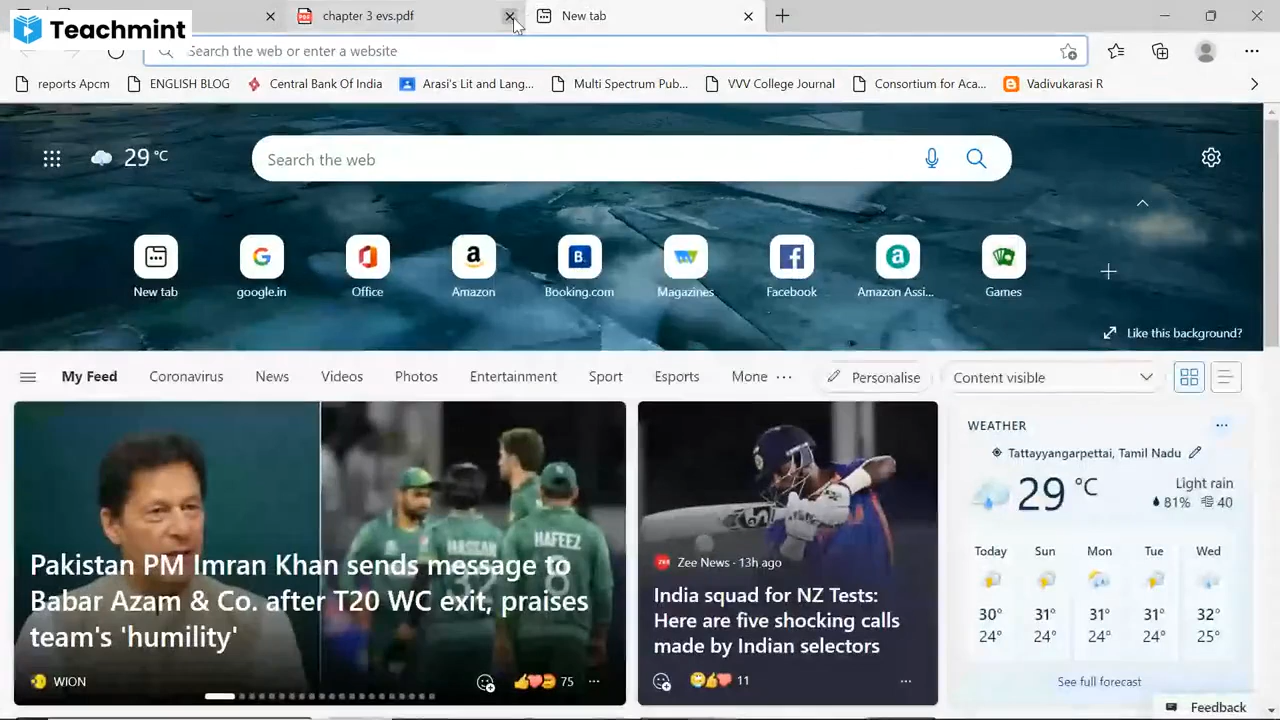 Teachmint
chapter 3 evs.pdf
New tab
Search the web or enter a website
reports Apcm
ENGLISH BLOG
Central Bank Of India
Arasi's Lit and Lang...
Multi Spectrum Pub...
VVV College Journal
Consortium for Aca...
Vadivukarasi R
29 °C
Search the web
New tab
google.in
Office
Amazon
Booking.com
Magazines
Facebook
Amazon Assi...
Games
Like this background?
My Feed
Coronavirus
News
Videos
Photos
Entertainment
Sport
Esports
More
Personalise
Content visible
Pakistan PM Imran Khan sends message to
Babar Azam & Co. after T20 WC exit, praises
team's 'humility'
WION
75
HAFEEZ
8
Zee News · 13h ago
India squad for NZ Tests:
Here are five shocking calls
made by Indian selectors
11
WEATHER
Tattayyangarpettai, Tamil Nadu
29 °C
Light rain
81% 40
Today Sun Mon Tue Wed
30° 31° 31° 31° 32°
24° 24° 24° 24° 25°
See full forecast
Feedback